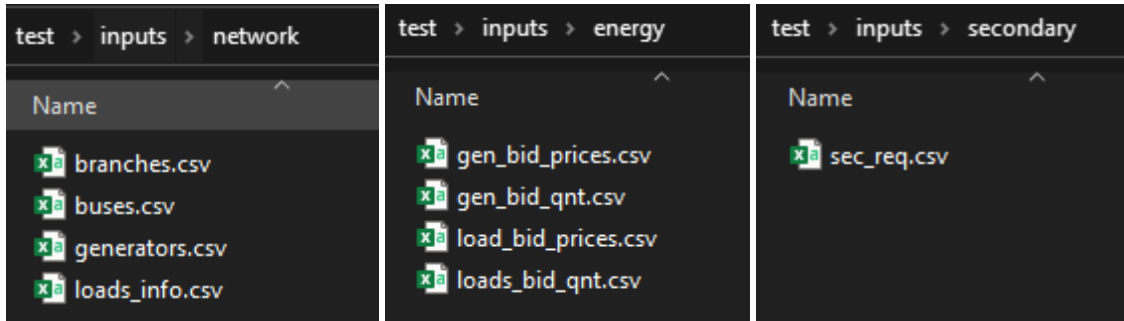 test > inputs > network
Name
branches.csv
buses.csv
generators.csv
loads_info.csv
test > inputs > energy
Name
gen_bid_prices.csv
gen_bid_qnt.csv
load_bid_prices.csv
loads_bid_qnt.csv
test > inputs > secondary
Name
sec_req.csv